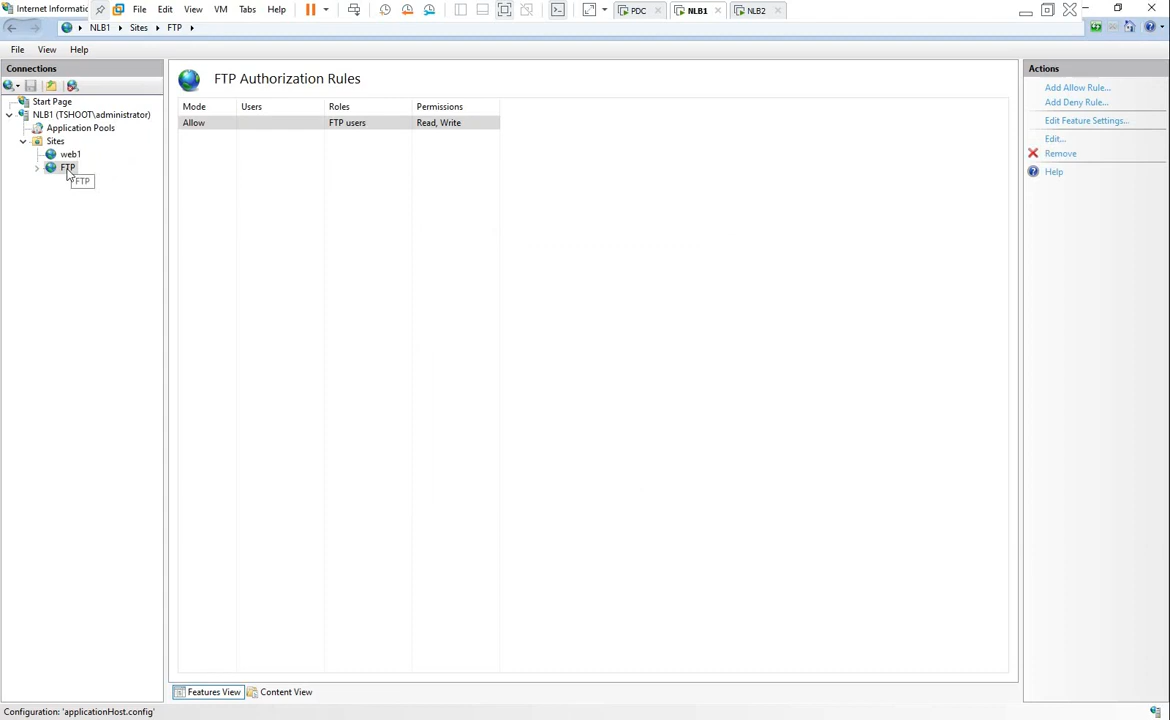 Internet Informatic File Edit View VM Tabs Help PDC NLB1 NLB2
NLB1 Sites FTP
File View Help
Connections
Start Page
NLB1 (TSHOOT\administrator)
Application Pools
Sites
web1
FTP
FTP
FTP Authorization Rules
Mode Users Roles Permissions
Allow FTP users Read, Write
Actions
Add Allow Rule...
Add Deny Rule...
Edit Feature Settings...
Edit...
Remove
Help
Features View Content View
Configuration: 'applicationHost.config'